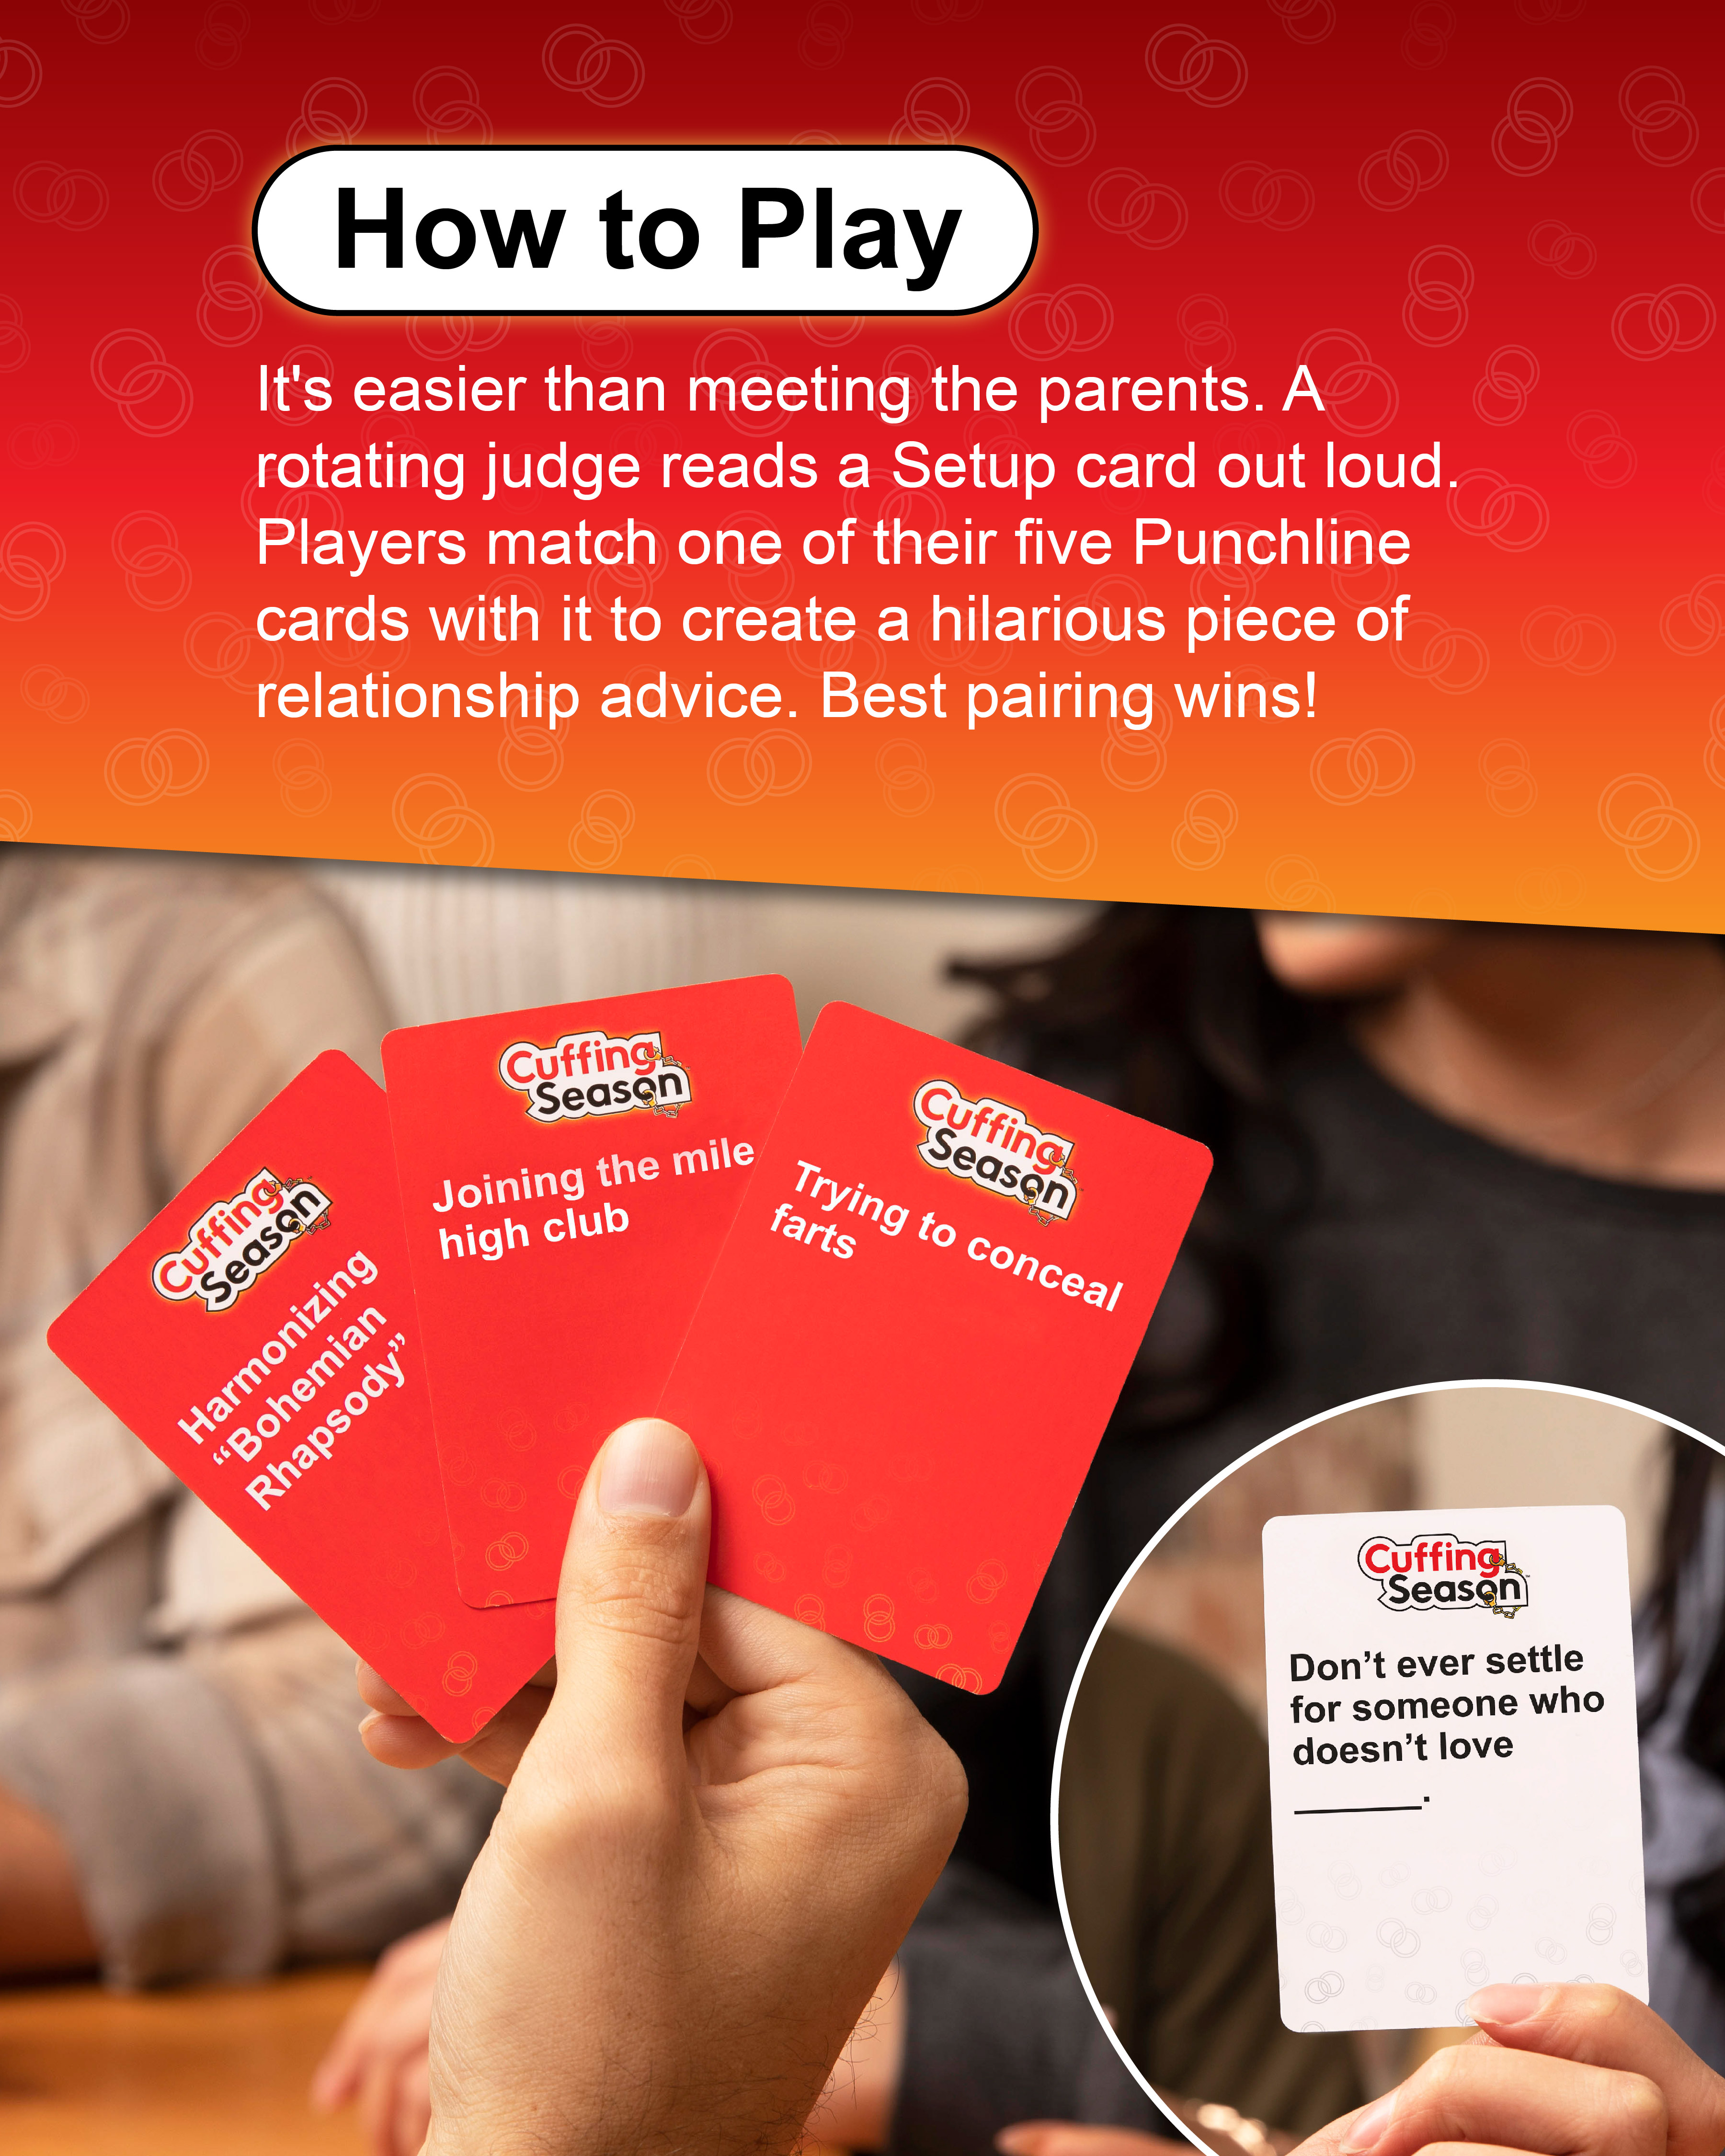 How to Play
It's easier than meeting the parents. A
rotating judge reads a Setup card out loud.
Players match one of their five Punchline
cards with it to create a hilarious piece of
relationship advice. Best pairing wins!
Cuffing
Season
Harmonizing
“Bohemian
Rhapsody”
Cuffing
Season
Joining the mile
high club
Cuffing
Season
Trying to conceal
farts
Cuffing
Season
Don’t ever settle
for someone who
doesn’t love
______.